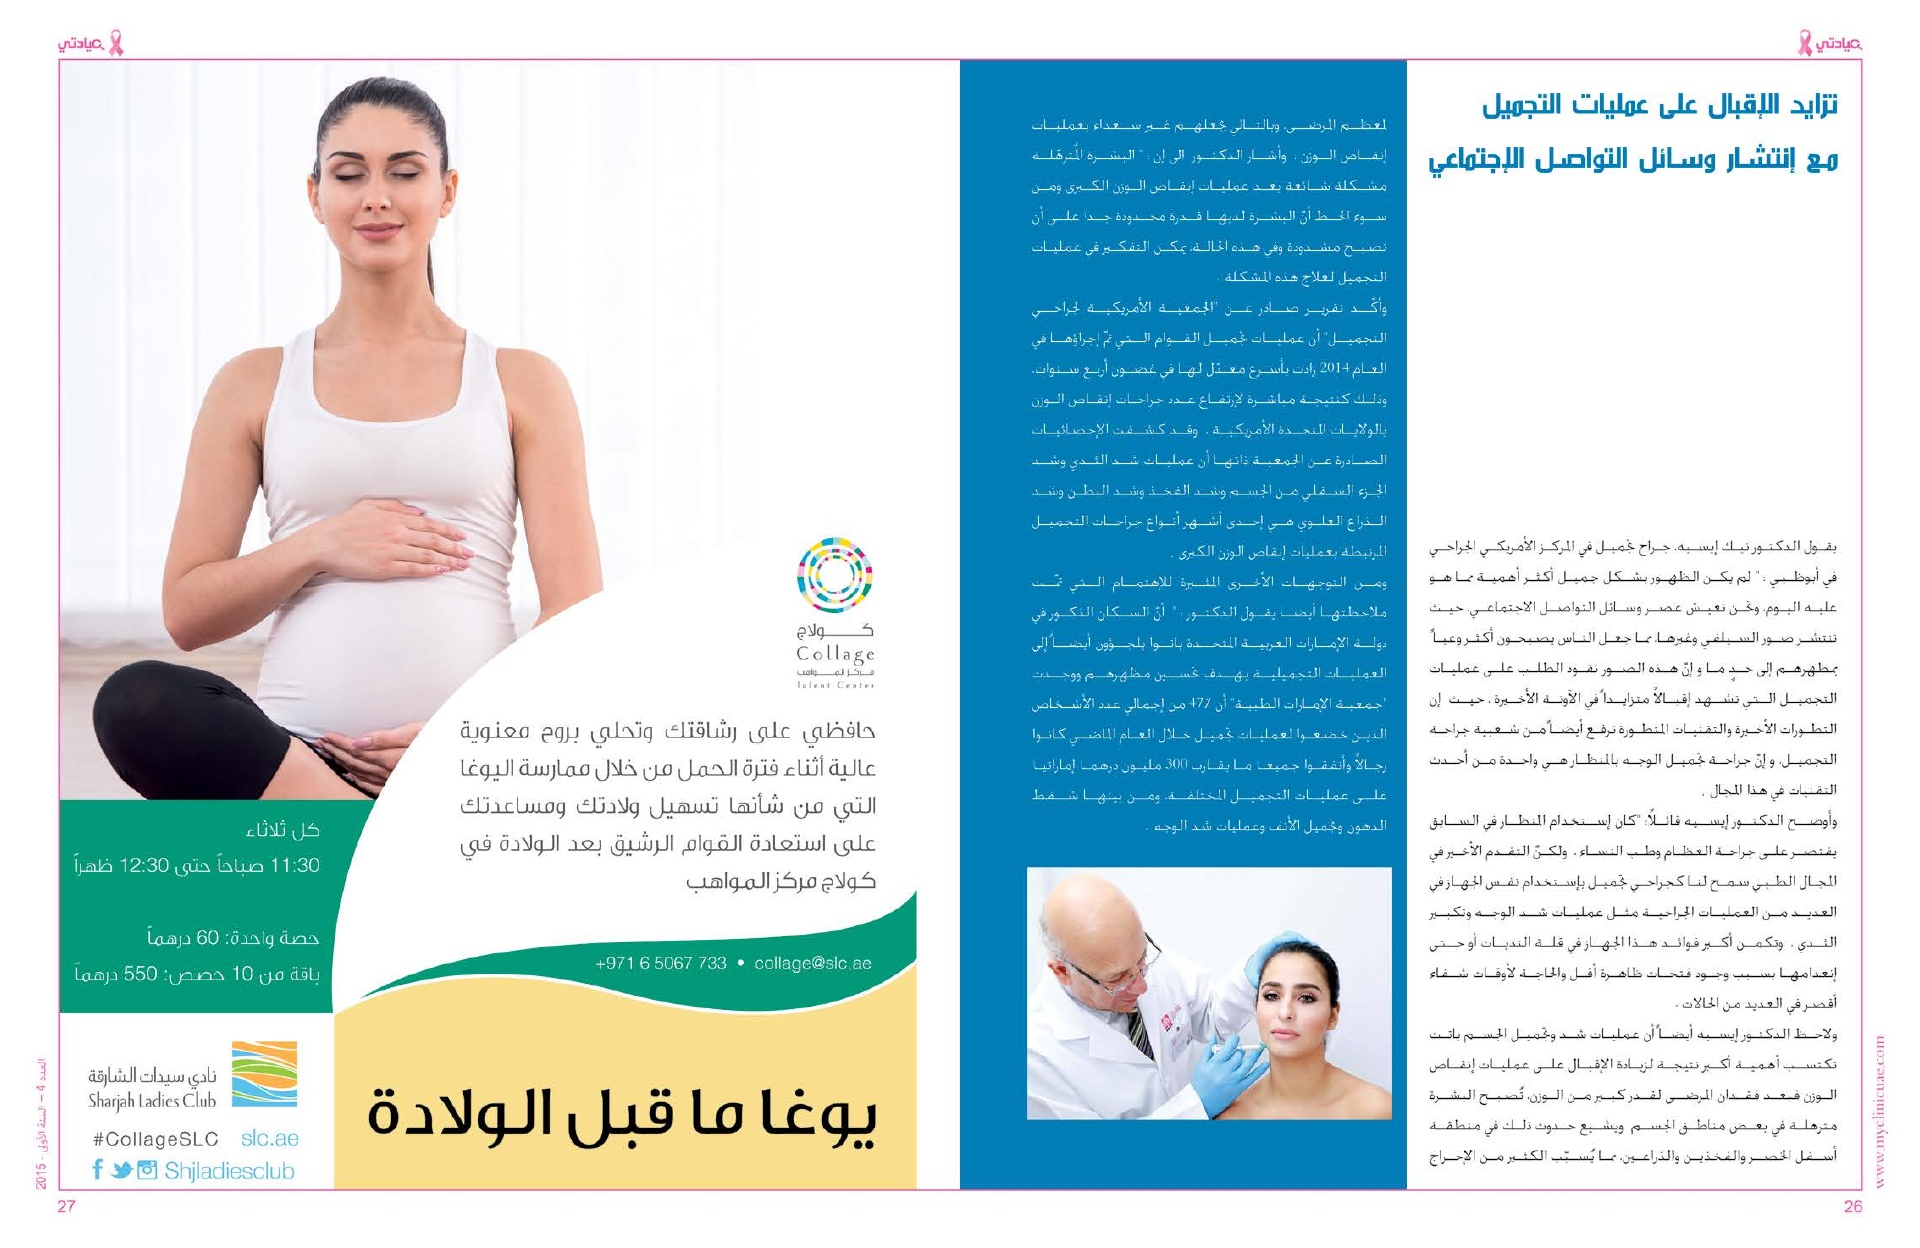 عيادتي
تزايد الإقبال على عمليات التجميل
مع إنتشار وسائل التواصل الإجتماعي
يقول الدكتور نيك إيسيه، جراح تجميل في المركز الأمريكي الجراحي
في أبوظبي : " لم يكن الظهور بشكل جميل أكثر أهمية مما هو
عليه اليوم، ونحن نعيش عصر وسائل التواصل الاجتماعي، حيث
تنتشر صور السيلفي وغيرها، مما جعل الناس يصبحون أكثر وعياً
بمظهرهم إلى حدٍ ما و إنّ هذه الصور تقود الطلب على عمليات
التجميل التي تشهد إقبالاً متزايداً في الآونة الأخيرة ، حيث إن
التطورات الأخيرة والتقنيات المتطورة ترفع أيضاً من شعبية جراحة
التجميل، و إنّ جراحة تجميل الوجه بالمنظار هي واحدة من أحدث
التقنيات في هذا المجال .
وأوضح الدكتور إيسيه قائلاً: "كان إستخدام المنظار في السابق
يقتصر على جراحة العظام وطب النساء ، ولكنّ التقدم الأخير في
المجال الطبي سمح لنا كجراحي تجميل بإستخدام نفس الجهاز في
العديد من العمليات الجراحية مثل عمليات شد الوجه وتكبير
الثدي ، وتكمن أكبر فوائد هذا الجهاز في قلة الندبات أو حتى
إنعدامها بسبب وجود فتحات ظاهرة أقل والحاجة لأوقات شفاء
أقصر في العديد من الحالات .
ولاحظ الدكتور إيسيه أيضاً أن عمليات شد وتجميل الجسم باتت
تكتسب أهمية أكبر نتيجة لزيادة الإقبال على عمليات إنقاص
الوزن فبعد فقدان المرضى لقدر كبير من الوزن، تُصبح البشرة
مترهلة في بعض مناطق الجسم ويشيع حدوث ذلك في منطقة
أسفل الخصر والفخذين والذراعين، مما يُسبّب الكثير من الإحراج
لمعظم المرضى، وبالتالي يجعلهم غير سعداء بعمليات
إنقاص الوزن . وأشار الدكتور الى إن : " البشرة المُترهّلة
مشكلة شائعة بعد عمليات إنقاص الوزن الكبرى ومن
سوء الحظ أنّ البشرة لديها قدرة محدودة جدا على أن
تصبح مشدودة وفي هذه الحالة، يمكن التفكير في عمليات
التجميل لعلاج هذه المشكلة .
وأكّد تقرير صادر عن "الجمعية الأمريكية لجراحي
التجميل" أن عمليات تجميل القوام التي تمّ إجراؤها في
العام 2014 زادت بأسرع معدّل لها في غضون أربع سنوات،
وذلك كنتيجة مباشرة لإرتفاع عدد جراحات إنقاص الوزن
بالولايات المتحدة الأمريكية . وقد كشفت الإحصائيات
الصادرة عن الجمعية ذاتها أن عمليات شد الثدي وشد
الجزء السفلي من الجسم وشد الفخذ وشد البطن وشد
الذراع العلوي هي إحدى أشهر أنواع جراحات التجميل
المرتبطة بعمليات إنقاص الوزن الكبرى .
ومن التوجهات الأخرى المثيرة للإهتمام التي تمّت
ملاحظتها أيضا يقول الدكتور : " أنّ السكان الذكور في
دولة الإمارات العربية المتحدة باتوا يلجؤون أيضاً إلى
العمليات التجميلية بهدف تحسين مظهرهم ووجدت
"جمعية الإمارات الطبية" أن 47٪ من إجمالي عدد الأشخاص
الذين خضعوا لعمليات تجميل خلال العام الماضي كانوا
رجالاً وأنفقوا جميعا ما يقارب 300 مليون درهما إماراتيا
على عمليات التجميل المختلفة، ومن بينها شفط
الدهون وتجميل الأنف وعمليات شد الوجه .
www.myclinicuae.com
26
عيادتي
كولاج
Collage
مركز المواهب
Talent Center
حافظي على رشاقتك وتحلي بروح معنوية
عالية أثناء فترة الحمل من خلال ممارسة اليوغا
التي من شأنها تسهيل ولادتك ومساعدتك
على استعادة القوام الرشيق بعد الولادة في
كولاج مركز المواهب
كل ثلاثاء
11:30 صباحاً حتى 12:30 ظهراً
حصة واحدة: 60 درهماً
باقة من 10 حصص: 550 درهماً
+971 6 5067 733 • collage@slc.ae
يوغا ما قبل الولادة
نادي سيدات الشارقة
Sharjah Ladies Club
#CollageSLC slc.ae
Shjladiesclub
العدد 4 – السنة الأولى - 2015
27